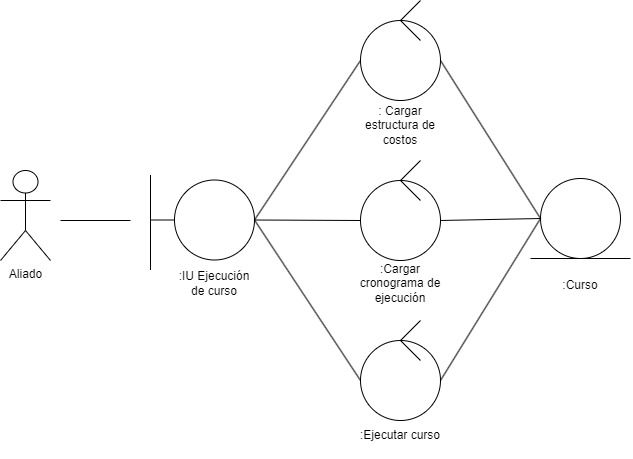 : Cargar
estructura de
costos
Aliado
:IU Ejecución
de curso
:Cargar
cronograma de
ejecución
:Curso
:Ejecutar curso